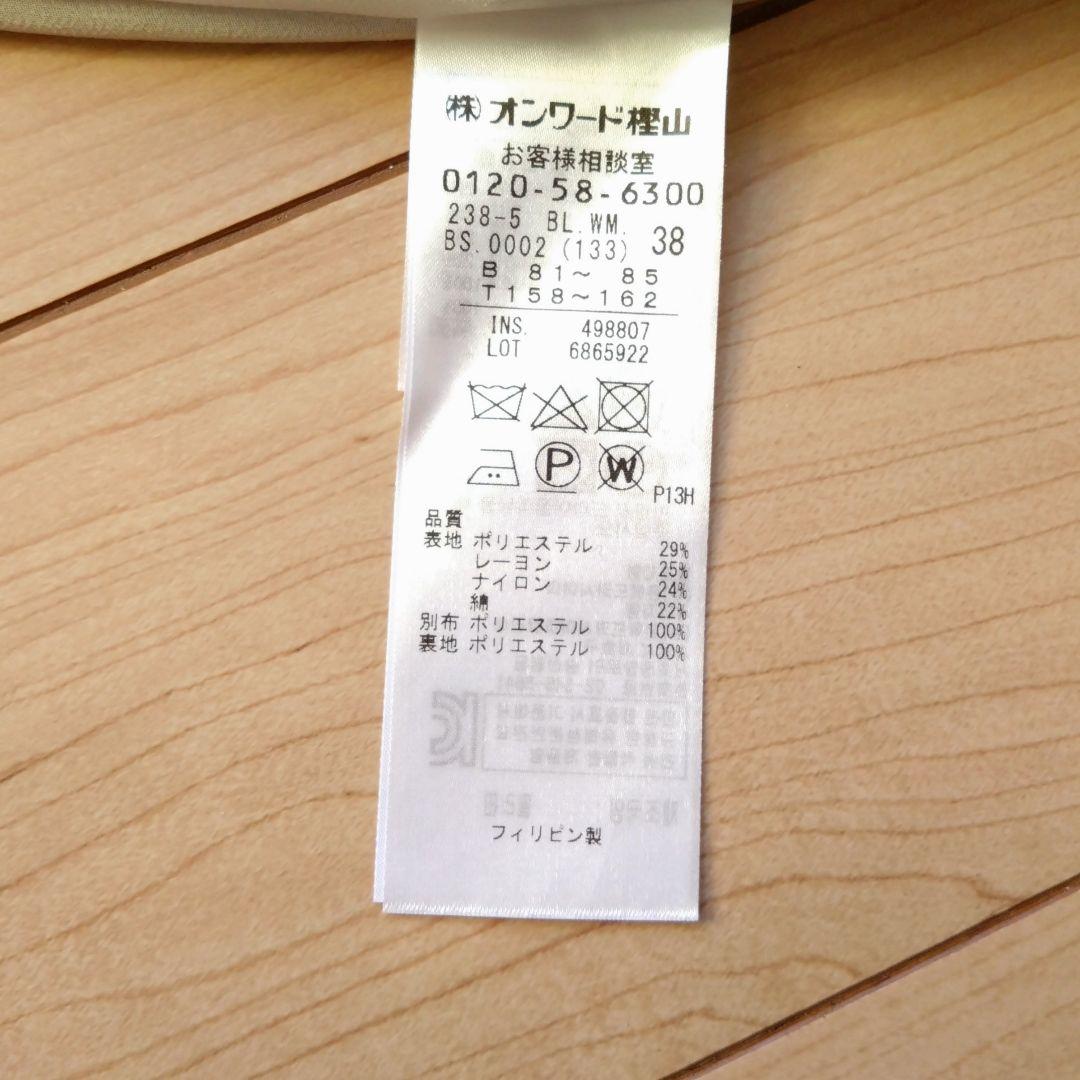 ㈱オンワード樫山
お客様相談室
0120-58-6300
238-5 BL.WM.
BS.0002 (133) 38
B 81～ 85
T158～162
INS. 498807
LOT 6865922
P
W
P13H
品質
表地 ポリエステル 29%
レーヨン 25%
ナイロン 24%
綿 22%
別布 ポリエステル 100%
裏地 ポリエステル 100%
フィリピン製